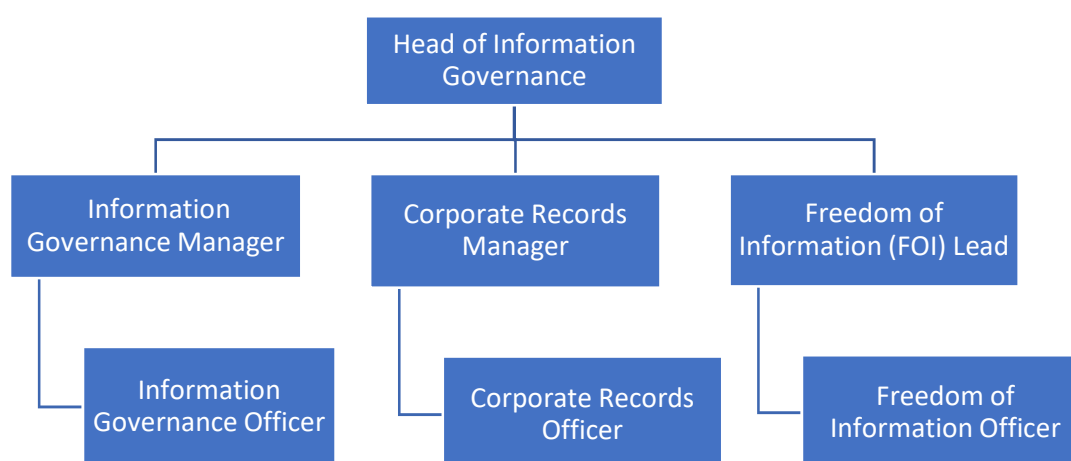 Head of Information
Governance
Information
Governance Manager
Corporate Records
Manager
Freedom of
Information (FOI) Lead
Information
Governance Officer
Corporate Records
Officer
Freedom of
Information Officer